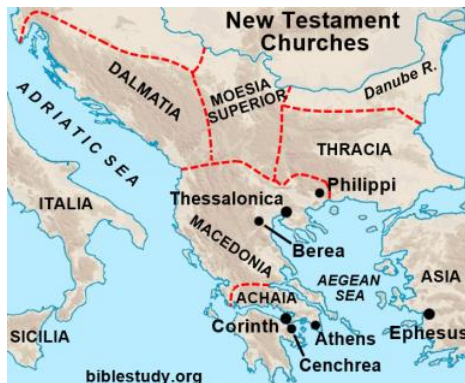 New Testament
Churches
DALMATIA
MOESIA
SUPERIOR
Danube R.
ADRIATIC SEA
THRACIA
Philippi
Thessalonica
ITALIA
Berea
MACEDONIA
AEGEAN
SEA
ASIA
ACHAIA
Corinth
Athens
Ephesus
SICILIA
Cenchrea
biblestudy.org